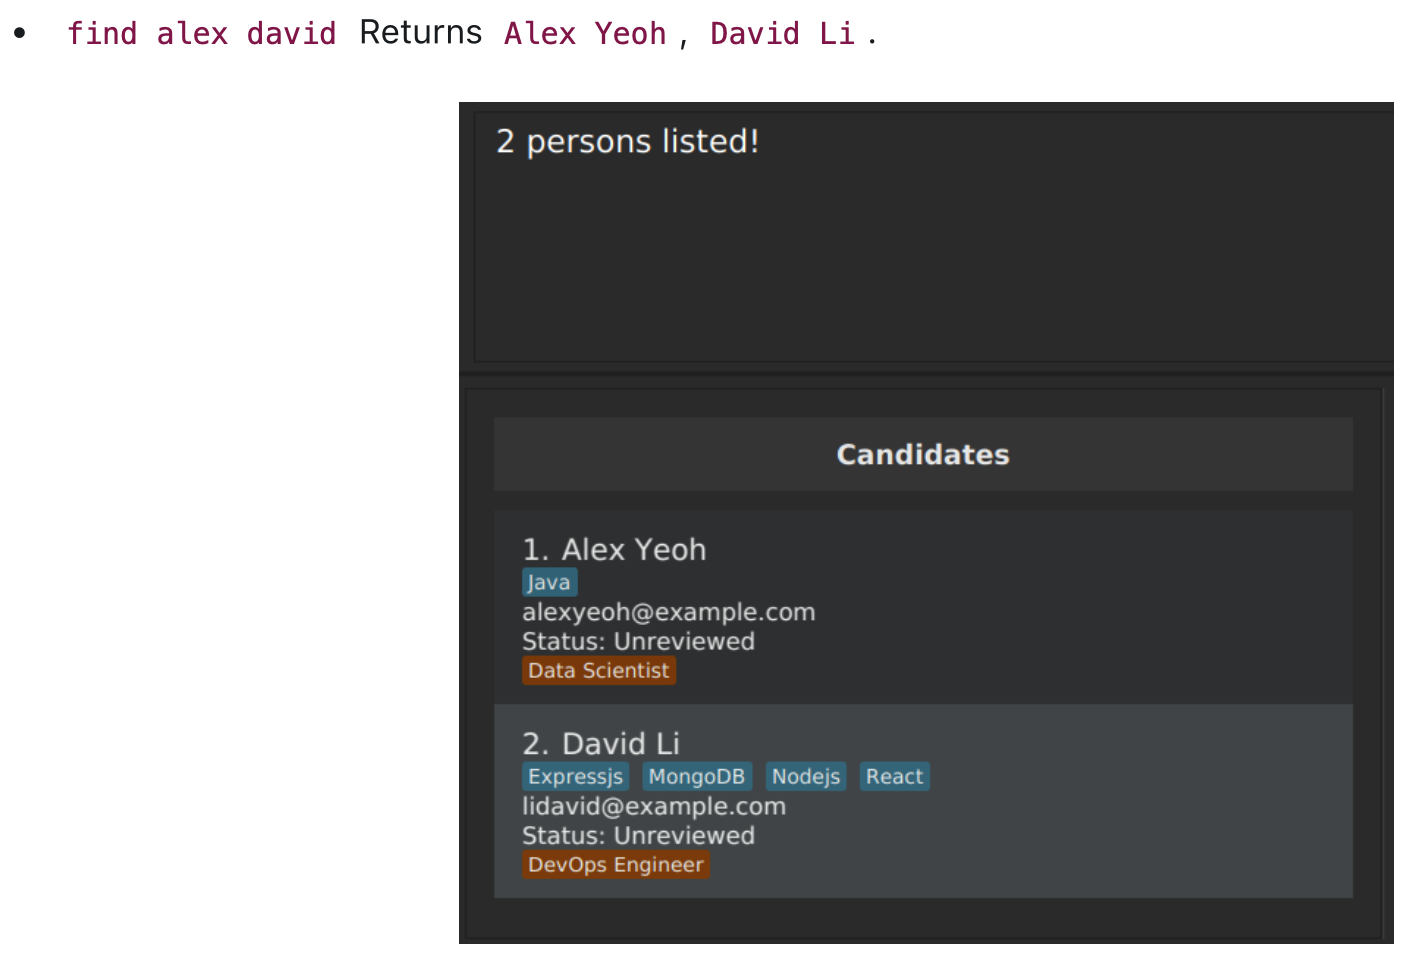 • find alex david Returns Alex Yeoh , David Li .
2 persons listed!
Candidates
1. Alex Yeoh
Java
alexyeoh@example.com
Status: Unreviewed
Data Scientist
2. David Li
Expressjs MongoDB Nodejs React
lidavid@example.com
Status: Unreviewed
DevOps Engineer